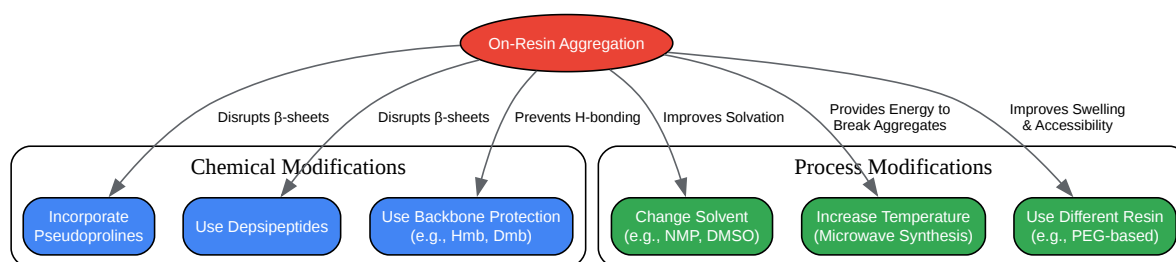 On-Resin Aggregation
Disrupts β-sheets
Disrupts β-sheets
Prevents H-bonding
Improves Solvation
Provides Energy to
Break Aggregates
Improves Swelling
& Accessibility
Chemical Modifications
Process Modifications
Incorporate
Pseudoprolines
Use Depsipeptides
Use Backbone Protection
(e.g., Hmb, Dmb)
Change Solvent
(e.g., NMP, DMSO)
Increase Temperature
(Microwave Synthesis)
Use Different Resin
(e.g., PEG-based)